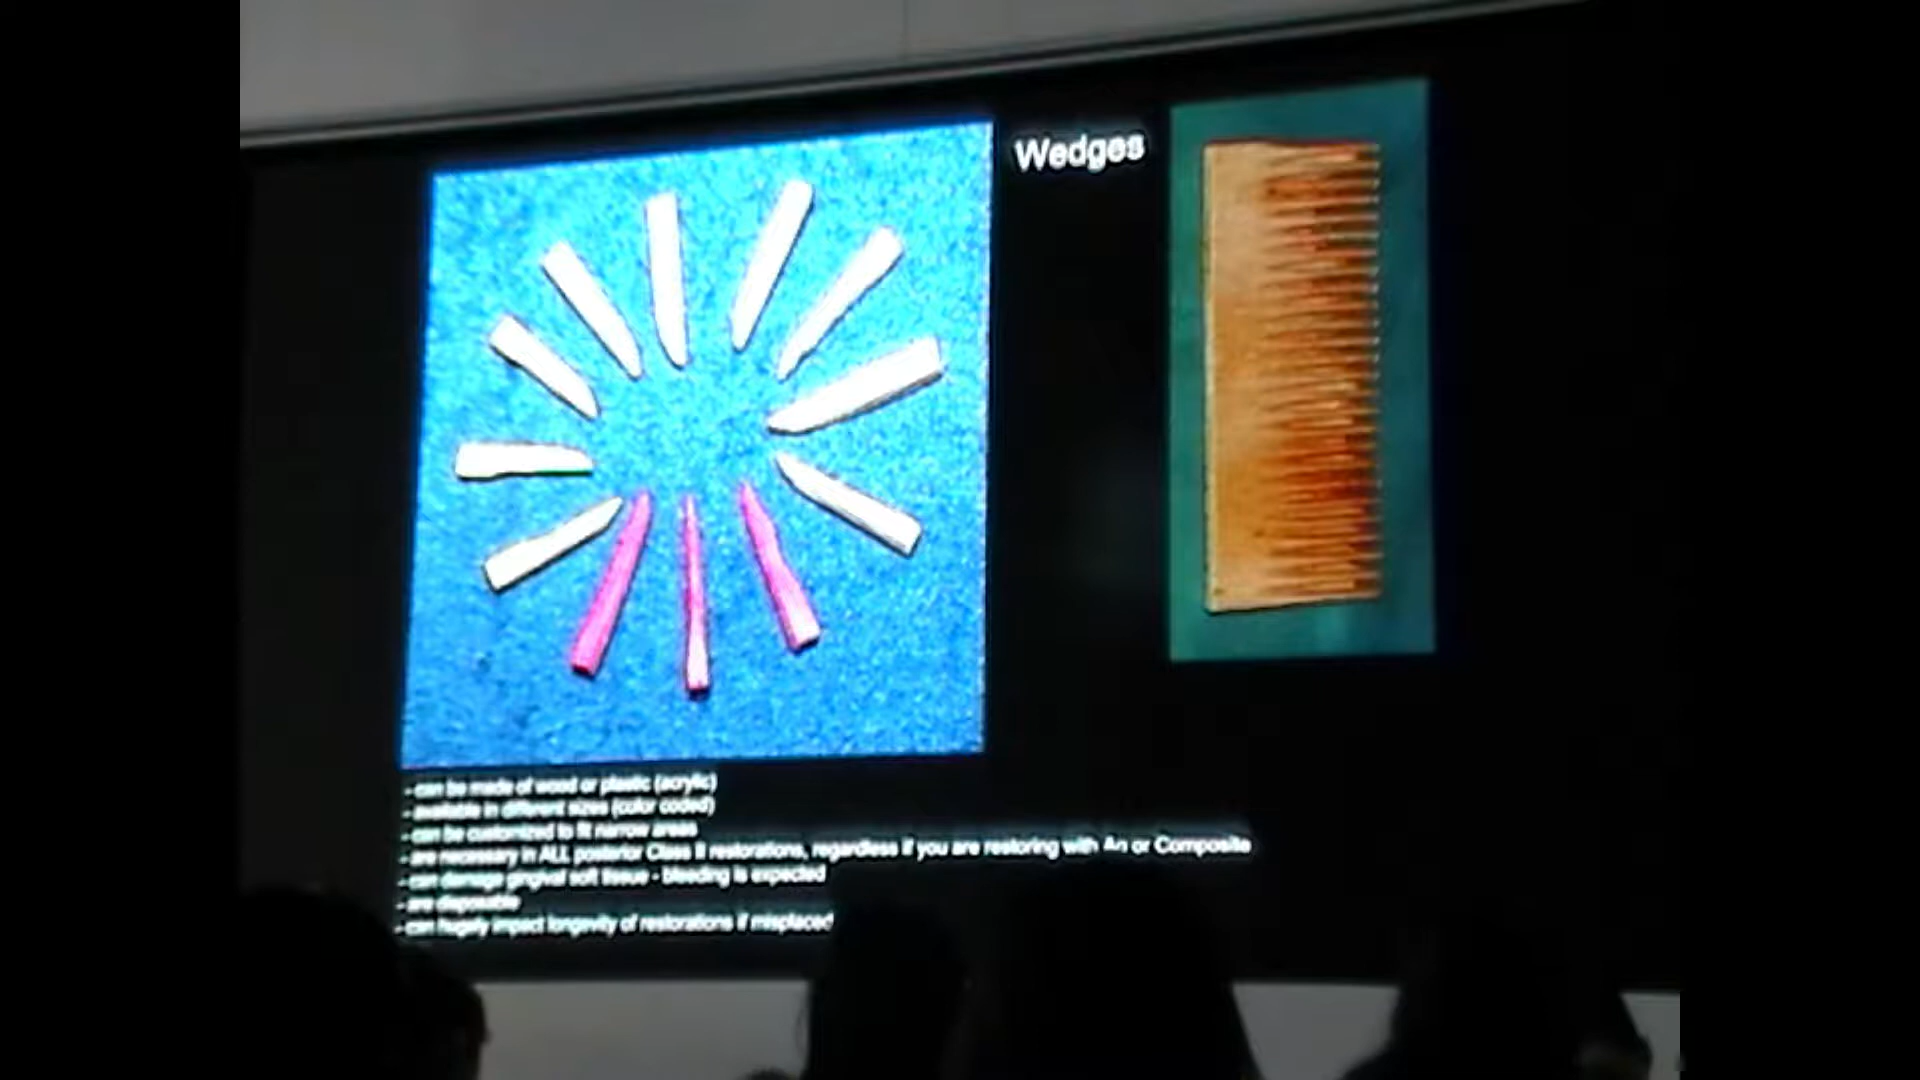 Wedges
- can be made of wood or plastic (acrylic)
- available in different sizes (color coded)
- can be customized to fit narrow areas
- are necessary in ALL posterior Class II restorations, regardless if you are restoring with or Composite
- can damage gingival soft tissue - bleeding is expected
- are disposable
- can hugely impact longevity of restorations if misplaced